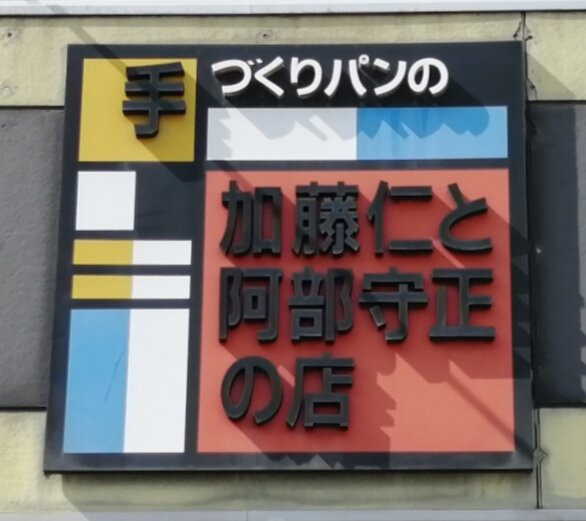 手づくりパンの
加藤仁と
阿部守正
の店